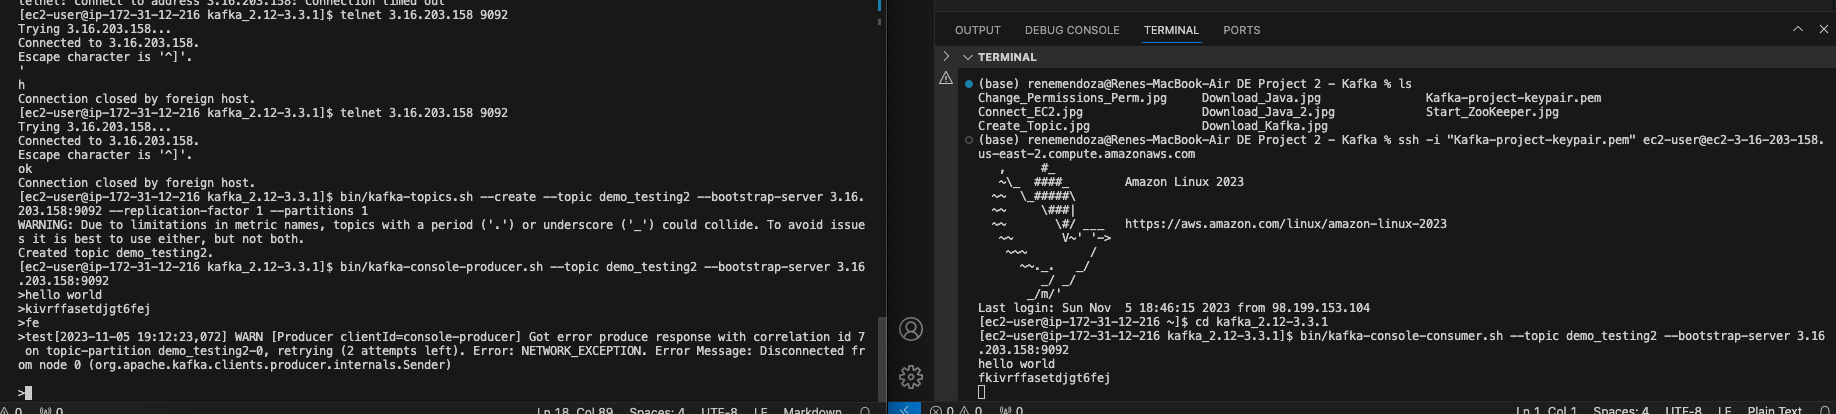 telnet: connect to address 3.16.203.158: Connection timed out
[ec2-user@ip-172-31-12-216 kafka_2.12-3.3.1]$ telnet 3.16.203.158 9092
Trying 3.16.203.158...
Connected to 3.16.203.158.
Escape character is '^]'.
'
h
Connection closed by foreign host.
[ec2-user@ip-172-31-12-216 kafka_2.12-3.3.1]$ telnet 3.16.203.158 9092
Trying 3.16.203.158...
Connected to 3.16.203.158.
Escape character is '^]'.
ok
Connection closed by foreign host.
[ec2-user@ip-172-31-12-216 kafka_2.12-3.3.1]$ bin/kafka-topics.sh --create --topic demo_testing2 --bootstrap-server 3.16.
203.158:9092 --replication-factor 1 --partitions 1
WARNING: Due to limitations in metric names, topics with a period ('.') or underscore ('_') could collide. To avoid issue
s it is best to use either, but not both.
Created topic demo_testing2.
[ec2-user@ip-172-31-12-216 kafka_2.12-3.3.1]$ bin/kafka-console-producer.sh --topic demo_testing2 --bootstrap-server 3.16
.203.158:9092
>hello world
>kivrffasetdjgt6fej
>fe
>test[2023-11-05 19:12:23,072] WARN [Producer clientId=console-producer] Got error produce response with correlation id 7
on topic-partition demo_testing2-0, retrying (2 attempts left). Error: NETWORK_EXCEPTION. Error Message: Disconnected fr
om node 0 (org.apache.kafka.clients.producer.internals.Sender)
>
0 0 Ln 18, Col 89 Spaces: 4 UTF-8 LF Markdown
OUTPUT DEBUG CONSOLE TERMINAL PORTS
TERMINAL
(base) renemendoza@Renes-MacBook-Air DE Project 2 - Kafka % ls
Change_Permissions_Perm.jpg Download_Java.jpg Kafka-project-keypair.pem
Connect_EC2.jpg Download_Java_2.jpg Start_ZooKeeper.jpg
Create_Topic.jpg Download_Kafka.jpg
(base) renemendoza@Renes-MacBook-Air DE Project 2 - Kafka % ssh -i "Kafka-project-keypair.pem" ec2-user@ec2-3-16-203-158.
us-east-2.compute.amazonaws.com
   ,     #_
   ~\_  ####_        Amazon Linux 2023
  ~~  \_#####\
  ~~     \###|
  ~~       \#/ ___   https://aws.amazon.com/linux/amazon-linux-2023
   ~~       V~' '->
    ~~~         /
      ~~._.   _/
         _/ _/
       _/m/'
Last login: Sun Nov  5 18:46:15 2023 from 98.199.153.104
[ec2-user@ip-172-31-12-216 ~]$ cd kafka_2.12-3.3.1
[ec2-user@ip-172-31-12-216 kafka_2.12-3.3.1]$ bin/kafka-console-consumer.sh --topic demo_testing2 --bootstrap-server 3.16
.203.158:9092
hello world
fkivrffasetdjgt6fej
0 0 0 Ln 1, Col 1 Spaces: 4 UTF-8 LF Plain Text